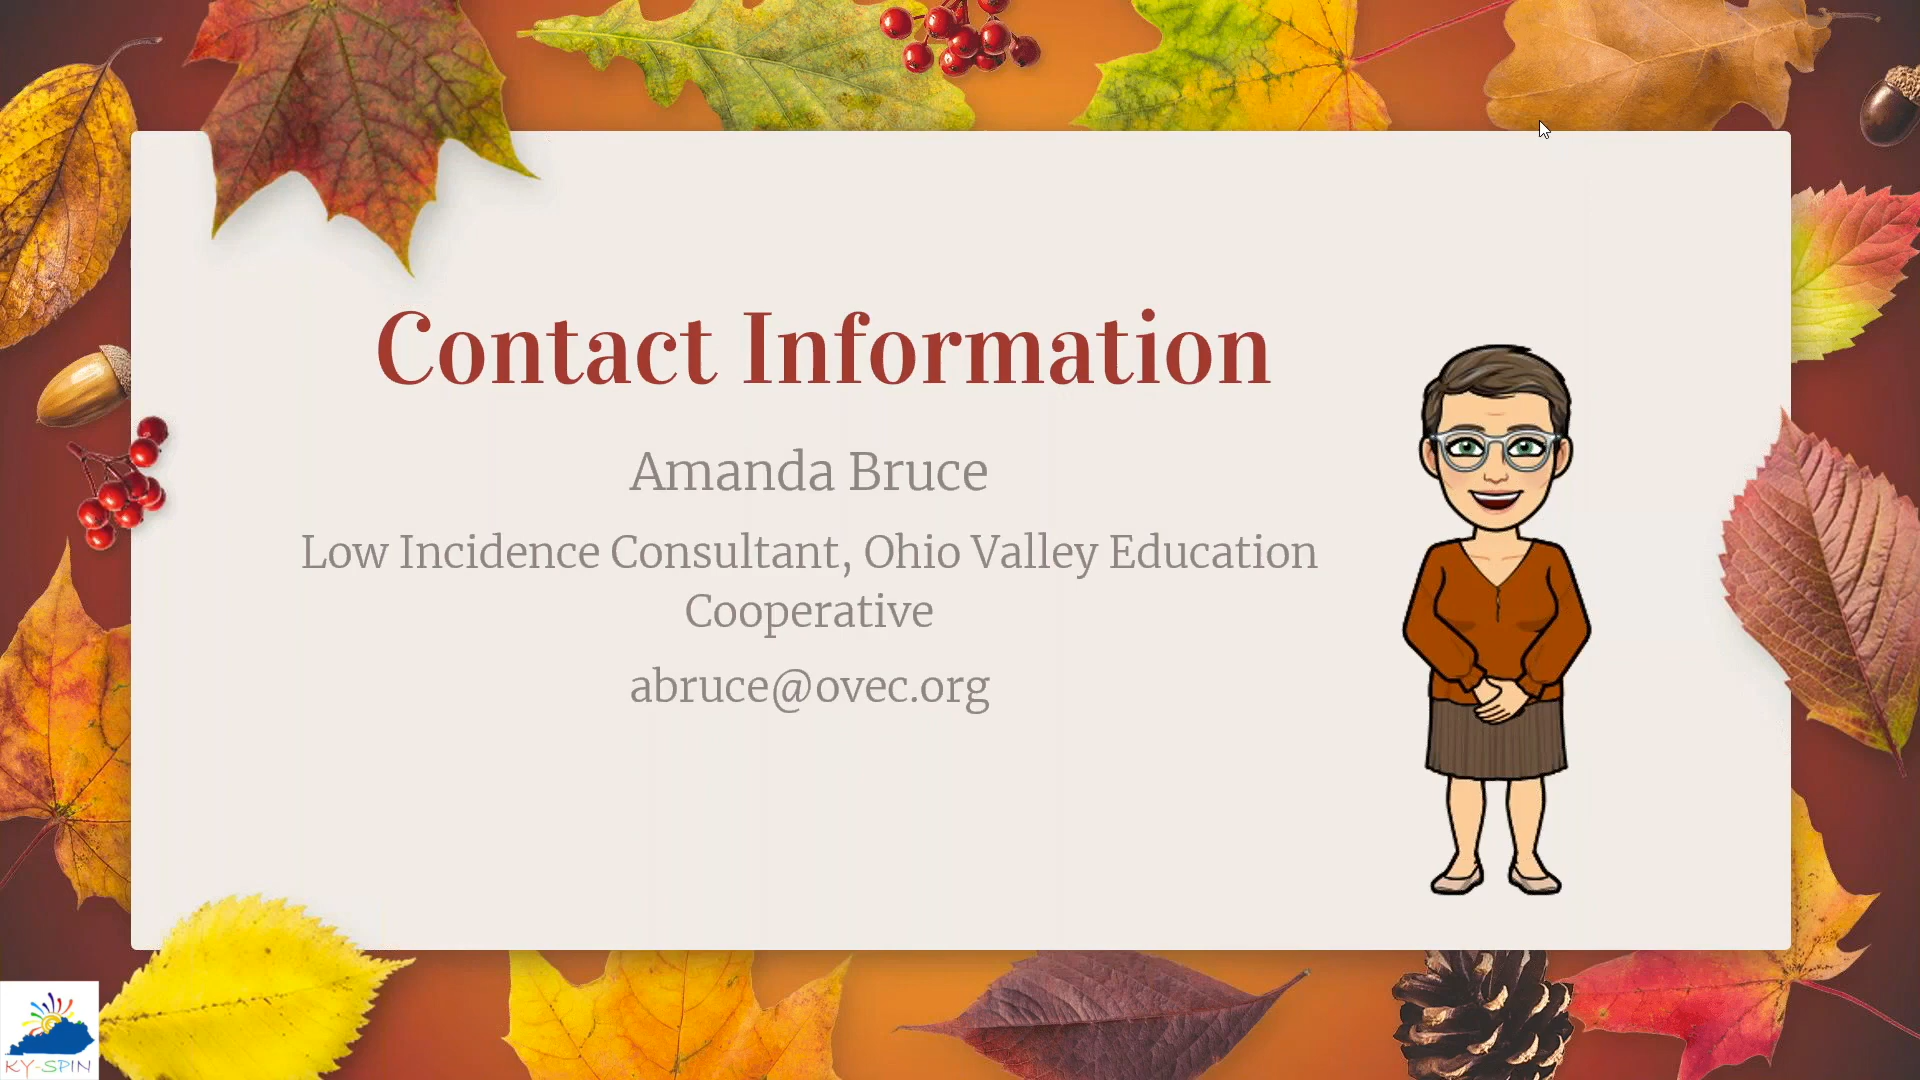 Contact Information
Amanda Bruce
Low Incidence Consultant, Ohio Valley Education
Cooperative
abruce@ovec.org
KY-SPIN